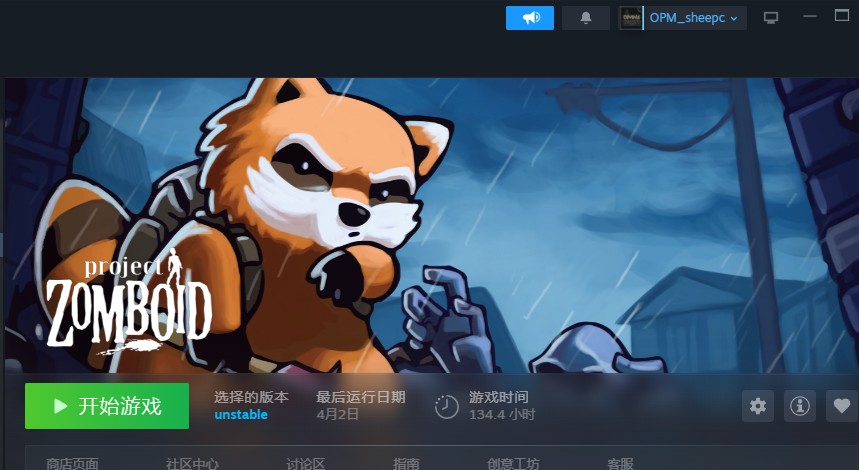 OPM_sheepc
project
ZOMBOID
开始游戏
选择的版本
unstable
最后运行日期
4月2日
游戏时间
134.4 小时
商店页面 社区中心 讨论区 指南 创意工坊 客服